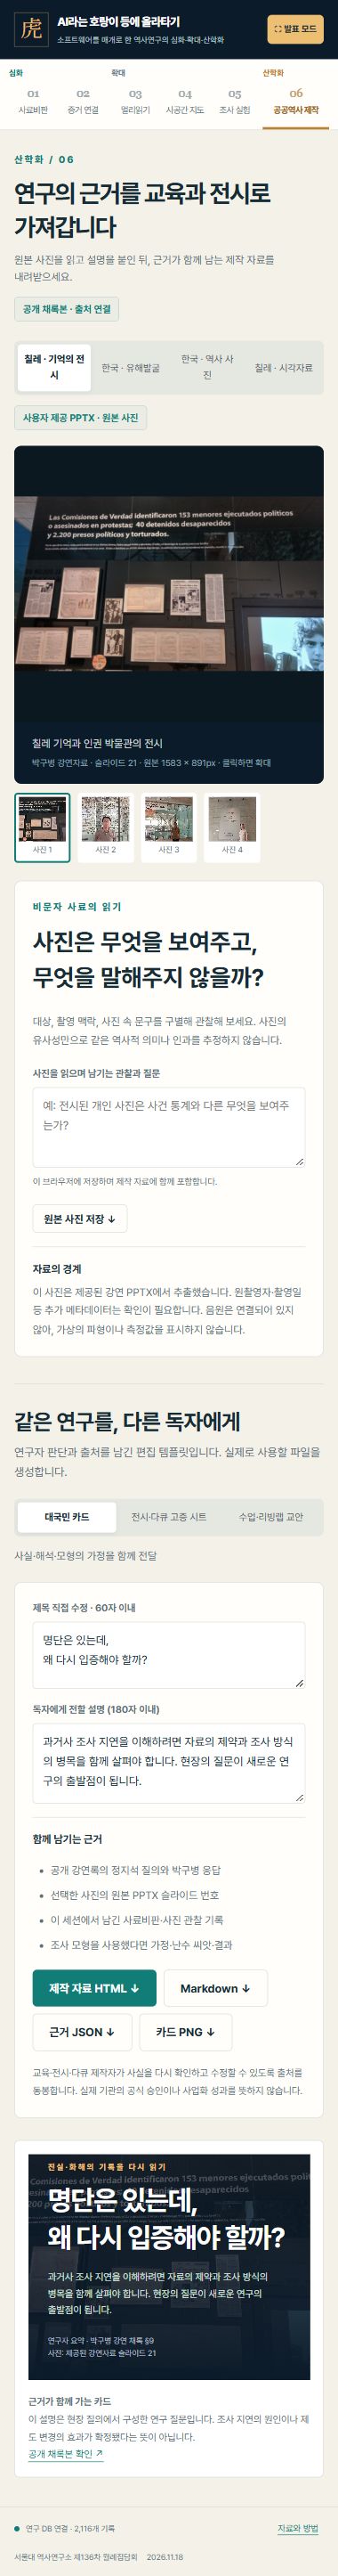 虎
AI라는 호랑이 등에 올라타기
소프트웨어를 매개로 한 역사연구의 심화·확대·산학화
⛶ 발표 모드
심화
확대
산학화
01
사료비판
02
증거 연결
03
멀리읽기
04
시공간 지도
05
조사 실험
06
공공역사 제작
산학화 / 06
연구의 근거를 교육과 전시로
가져갑니다
원본 사진을 읽고 설명을 붙인 뒤, 근거가 함께 남는 제작 자료를
내려받으세요.
공개 채록본 · 출처 연결
칠레 · 기억의 전
시
한국 · 유해발굴
한국 · 역사 사
진
칠레 · 시각자료
사용자 제공 PPTX · 원본 사진
Las Comisiones de Verdad identificaron 153 menores ejecutados políticos
o asesinados en protestas; 40 detenidos desaparecidos
y 2.200 presos políticos y torturados.
칠레 기억과 인권 박물관의 전시
박구병 강연자료 · 슬라이드 21 · 원본 1583 × 891px · 클릭하면 확대
사진 1
사진 2
사진 3
사진 4
비문자 사료의 읽기
사진은 무엇을 보여주고,
무엇을 말해주지 않을까?
대상, 촬영 맥락, 사진 속 문구를 구별해 관찰해 보세요. 사진의
유사성만으로 같은 역사적 의미나 인과를 추정하지 않습니다.
사진을 읽으며 남기는 관찰과 질문
예: 전시된 개인 사진은 사건 통계와 다른 무엇을 보여주
는가?
이 브라우저에 저장하며 제작 자료에 함께 포함합니다.
원본 사진 저장 ↓
자료의 경계
이 사진은 제공된 강연 PPTX에서 추출했습니다. 원촬영자·촬영일
등 추가 메타데이터는 확인이 필요합니다. 음원은 연결되어 있지
않아, 가상의 파형이나 측정값을 표시하지 않습니다.
같은 연구를, 다른 독자에게
연구자 판단과 출처를 남긴 편집 템플릿입니다. 실제로 사용할 파일을
생성합니다.
대국민 카드
전시·다큐 고증 시트
수업·리빙랩 교안
사실·해석·모형의 가정을 함께 전달
제목 직접 수정 · 60자 이내
명단은 있는데,
왜 다시 입증해야 할까?
독자에게 전할 설명 (180자 이내)
과거사 조사 지연을 이해하려면 자료의 제약과 조사 방식
의 병목을 함께 살펴야 합니다. 현장의 질문이 새로운 연
구의 출발점이 됩니다.
함께 남기는 근거
• 공개 강연록의 정지석 질의와 박구병 응답
• 선택한 사진의 원본 PPTX 슬라이드 번호
• 이 세션에서 남긴 사료비판·사진 관찰 기록
• 조사 모형을 사용했다면 가정·난수 씨앗·결과
제작 자료 HTML ↓
Markdown ↓
근거 JSON ↓
카드 PNG ↓
교육·전시·다큐 제작자가 사실을 다시 확인하고 수정할 수 있도록 출처를
동봉합니다. 실제 기관의 공식 승인이나 사업화 성과를 뜻하지 않습니다.
진실·화해의 기록을 다시 읽기
명단은 있는데,
왜 다시 입증해야 할까?
과거사 조사 지연을 이해하려면 자료의 제약과 조사 방식의
병목을 함께 살펴야 합니다. 현장의 질문이 새로운 연구의
출발점이 됩니다.
연구자 요약 · 박구병 강연 채록 §9
사진: 제공된 강연자료 슬라이드 21
근거가 함께 가는 카드
이 설명은 현장 질의에서 구성한 연구 질문입니다. 조사 지연의 원인이나 제
도 변경의 효과가 확정됐다는 뜻이 아닙니다.
공개 채록본 확인 ↗
연구 DB 연결 · 2,116개 기록
자료와 방법
서울대 역사연구소 제136차 월례집담회
2026.11.18